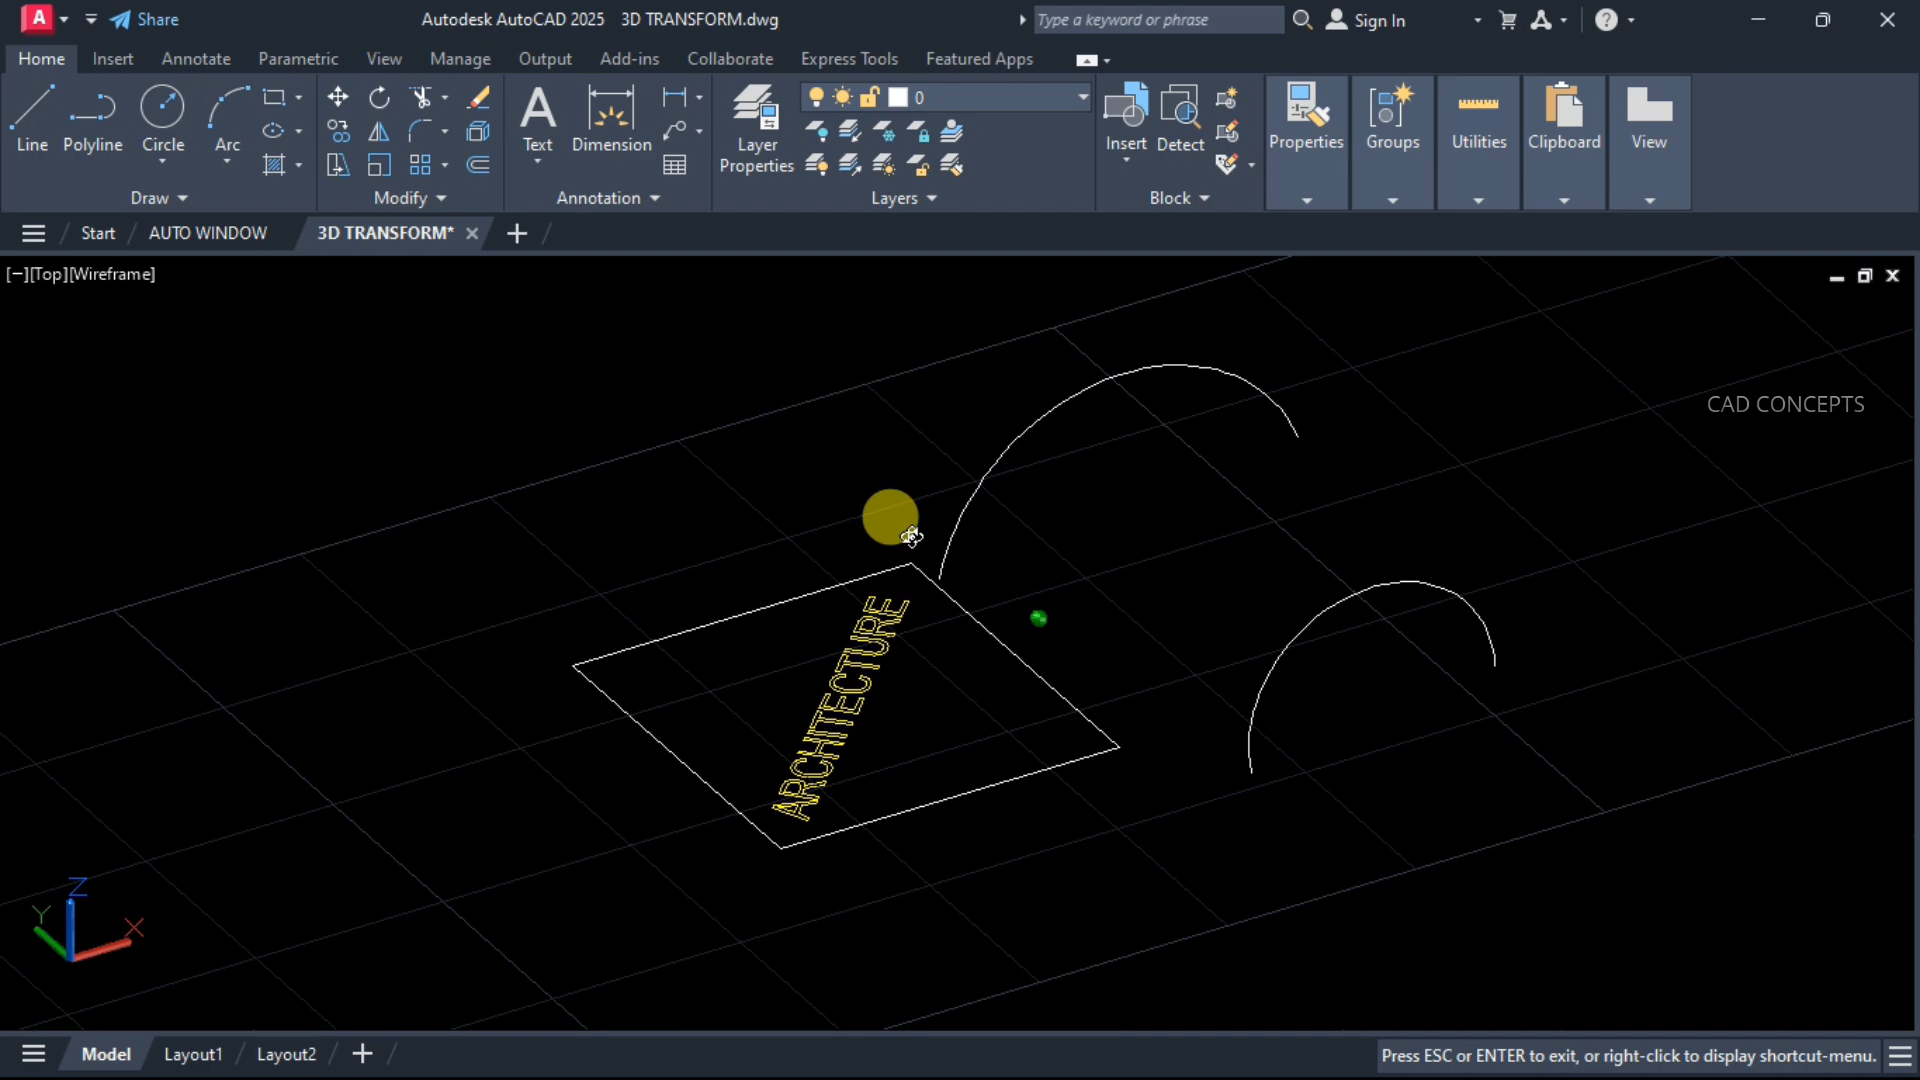 A Share Autodesk AutoCAD 2025 3D TRANSFORM.dwg Type a keyword or phrase Sign In ?
Home Insert Annotate Parametric View Manage Output Add-ins Collaborate Express Tools Featured Apps
Line Polyline Circle Arc
Text Dimension
Layer Properties
0
Insert Detect
Properties Groups Utilities Clipboard View
Draw Modify Annotation Layers Block
Start AUTO WINDOW 3D TRANSFORM*
[−][Top][Wireframe]
CAD CONCEPTS
ARCHITECTURE
Z
Y
X
Model Layout1 Layout2
Press ESC or ENTER to exit, or right-click to display shortcut-menu.